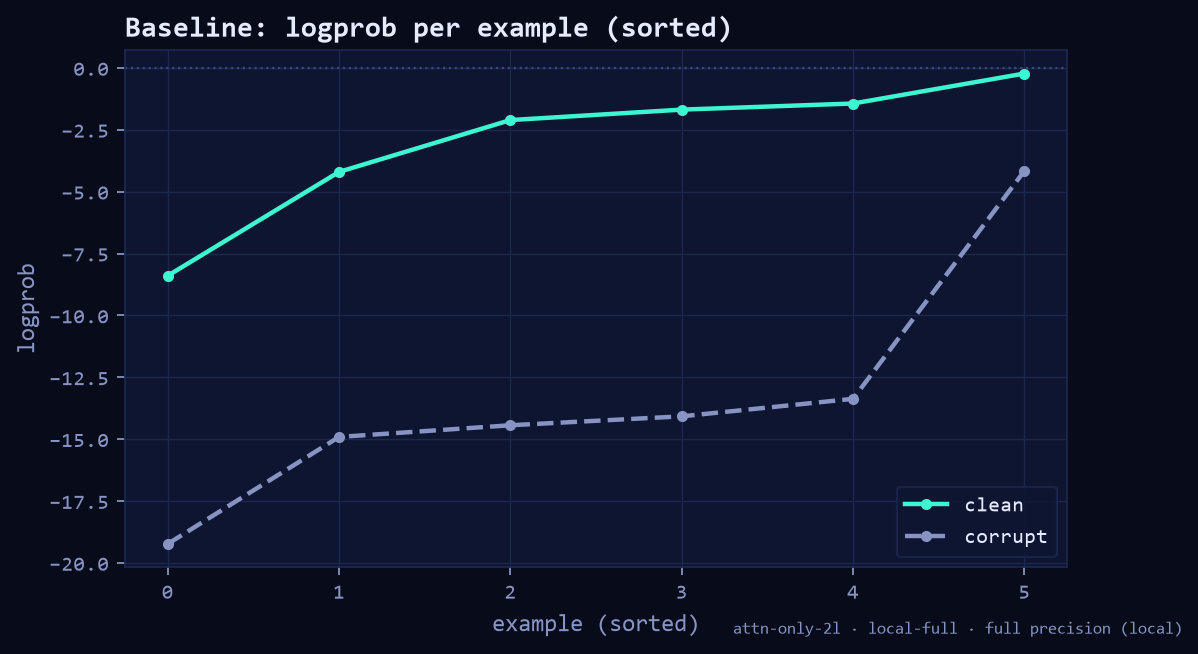 Baseline: logprob per example (sorted)
0.0
−2.5
−5.0
−7.5
−10.0
−12.5
−15.0
−17.5
−20.0
logprob
clean
corrupt
0 1 2 3 4 5
example (sorted)
attn-only-2l · local-full · full precision (local)